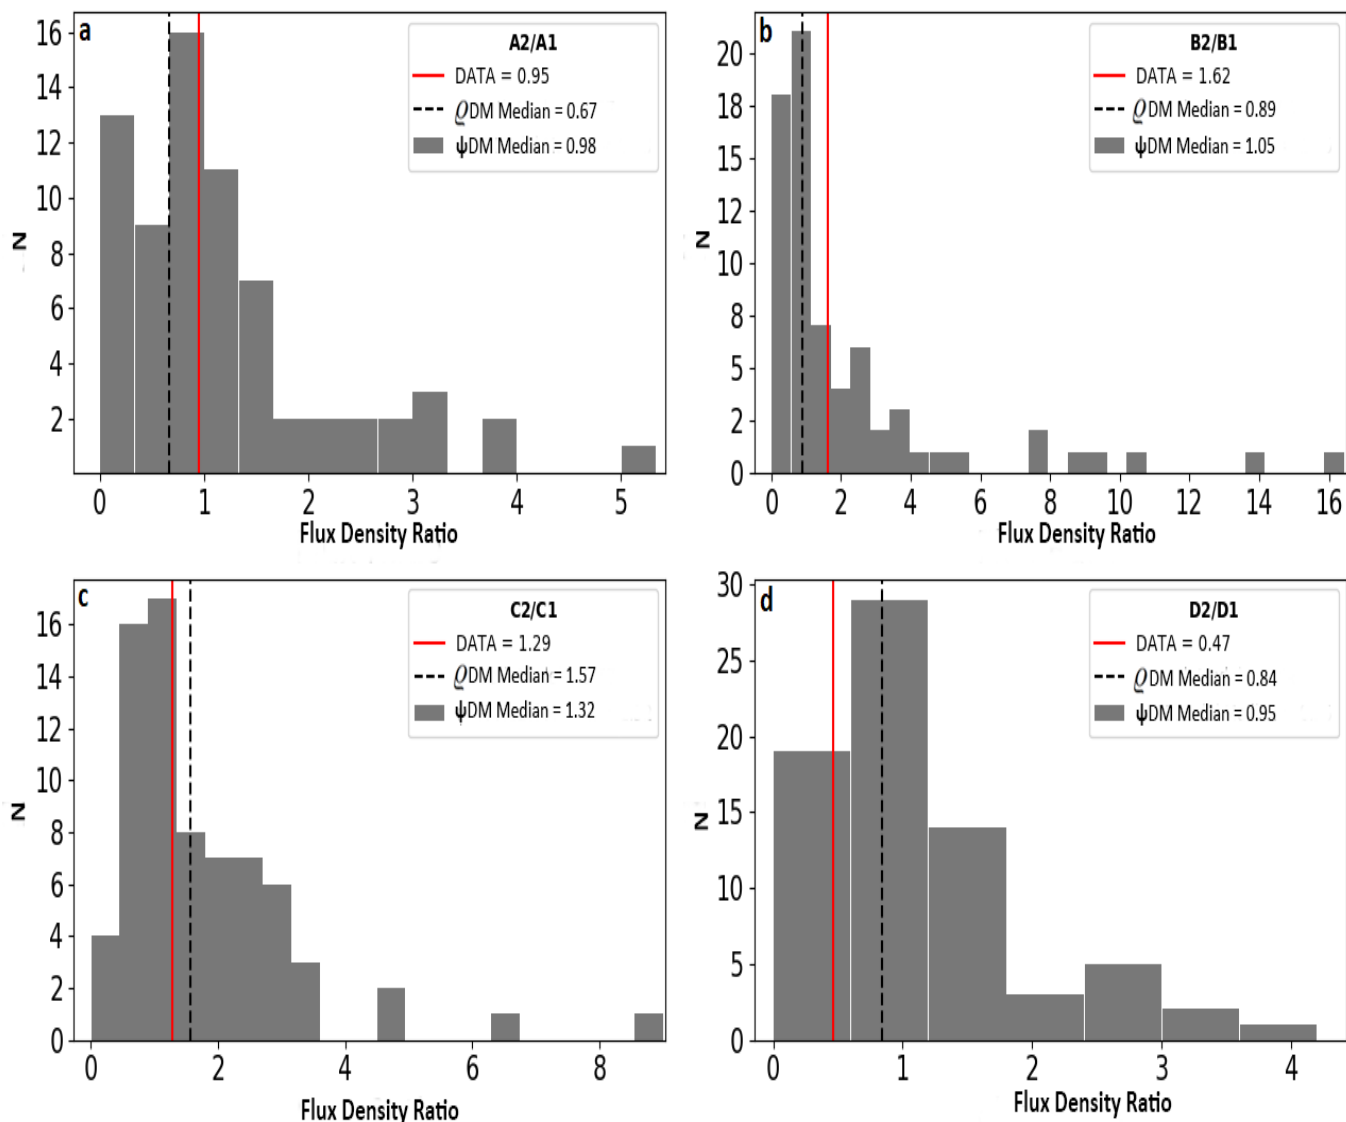 a
A2/A1
DATA = 0.95
ϱDM Median = 0.67
ψDM Median = 0.98
16
14
12
10
8
6
4
2
N
0 1 2 3 4 5
Flux Density Ratio
b
B2/B1
DATA = 1.62
ϱDM Median = 0.89
ψDM Median = 1.05
20
18
15
12
10
8
5
2
0
N
0 2 4 6 8 10 12 14 16
Flux Density Ratio
c
C2/C1
DATA = 1.29
ϱDM Median = 1.57
ψDM Median = 1.32
16
14
12
10
8
6
4
2
0
N
0 2 4 6 8
Flux Density Ratio
d
D2/D1
DATA = 0.47
ϱDM Median = 0.84
ψDM Median = 0.95
30
25
20
15
10
5
0
N
0 1 2 3 4
Flux Density Ratio